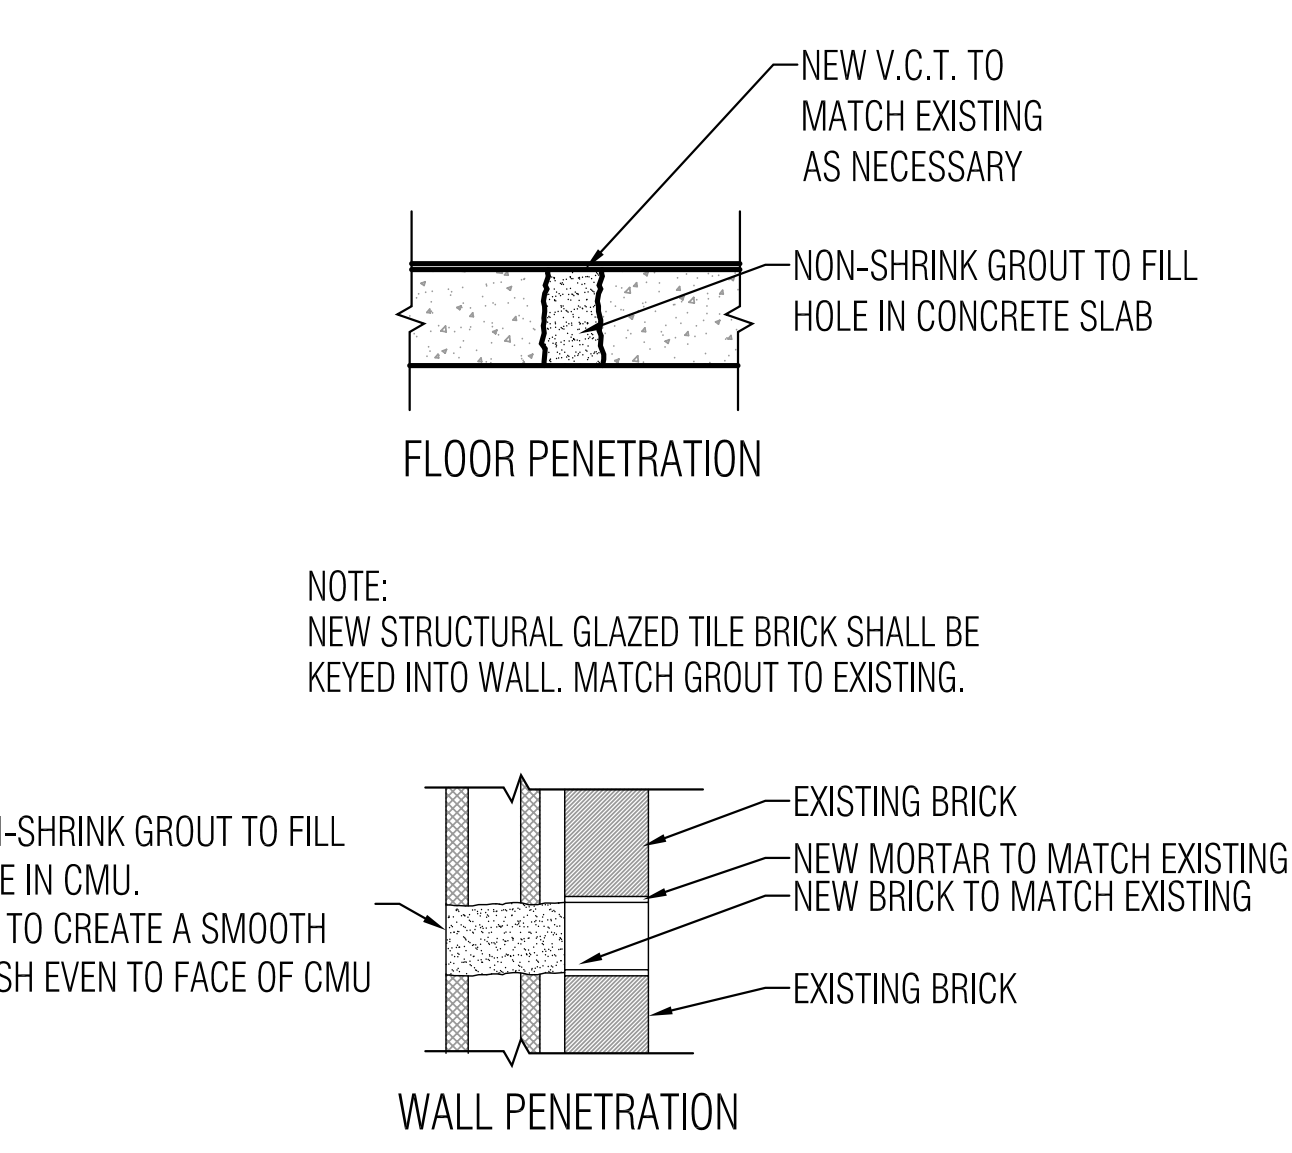 NEW V.C.T. TO
MATCH EXISTING
AS NECESSARY
NON-SHRINK GROUT TO FILL
HOLE IN CONCRETE SLAB
FLOOR PENETRATION
NOTE:
NEW STRUCTURAL GLAZED TILE BRICK SHALL BE
KEYED INTO WALL. MATCH GROUT TO EXISTING.
-SHRINK GROUT TO FILL
IN CMU.
TO CREATE A SMOOTH
EVEN TO FACE OF CMU
EXISTING BRICK
NEW MORTAR TO MATCH EXISTING
NEW BRICK TO MATCH EXISTING
EXISTING BRICK
WALL PENETRATION